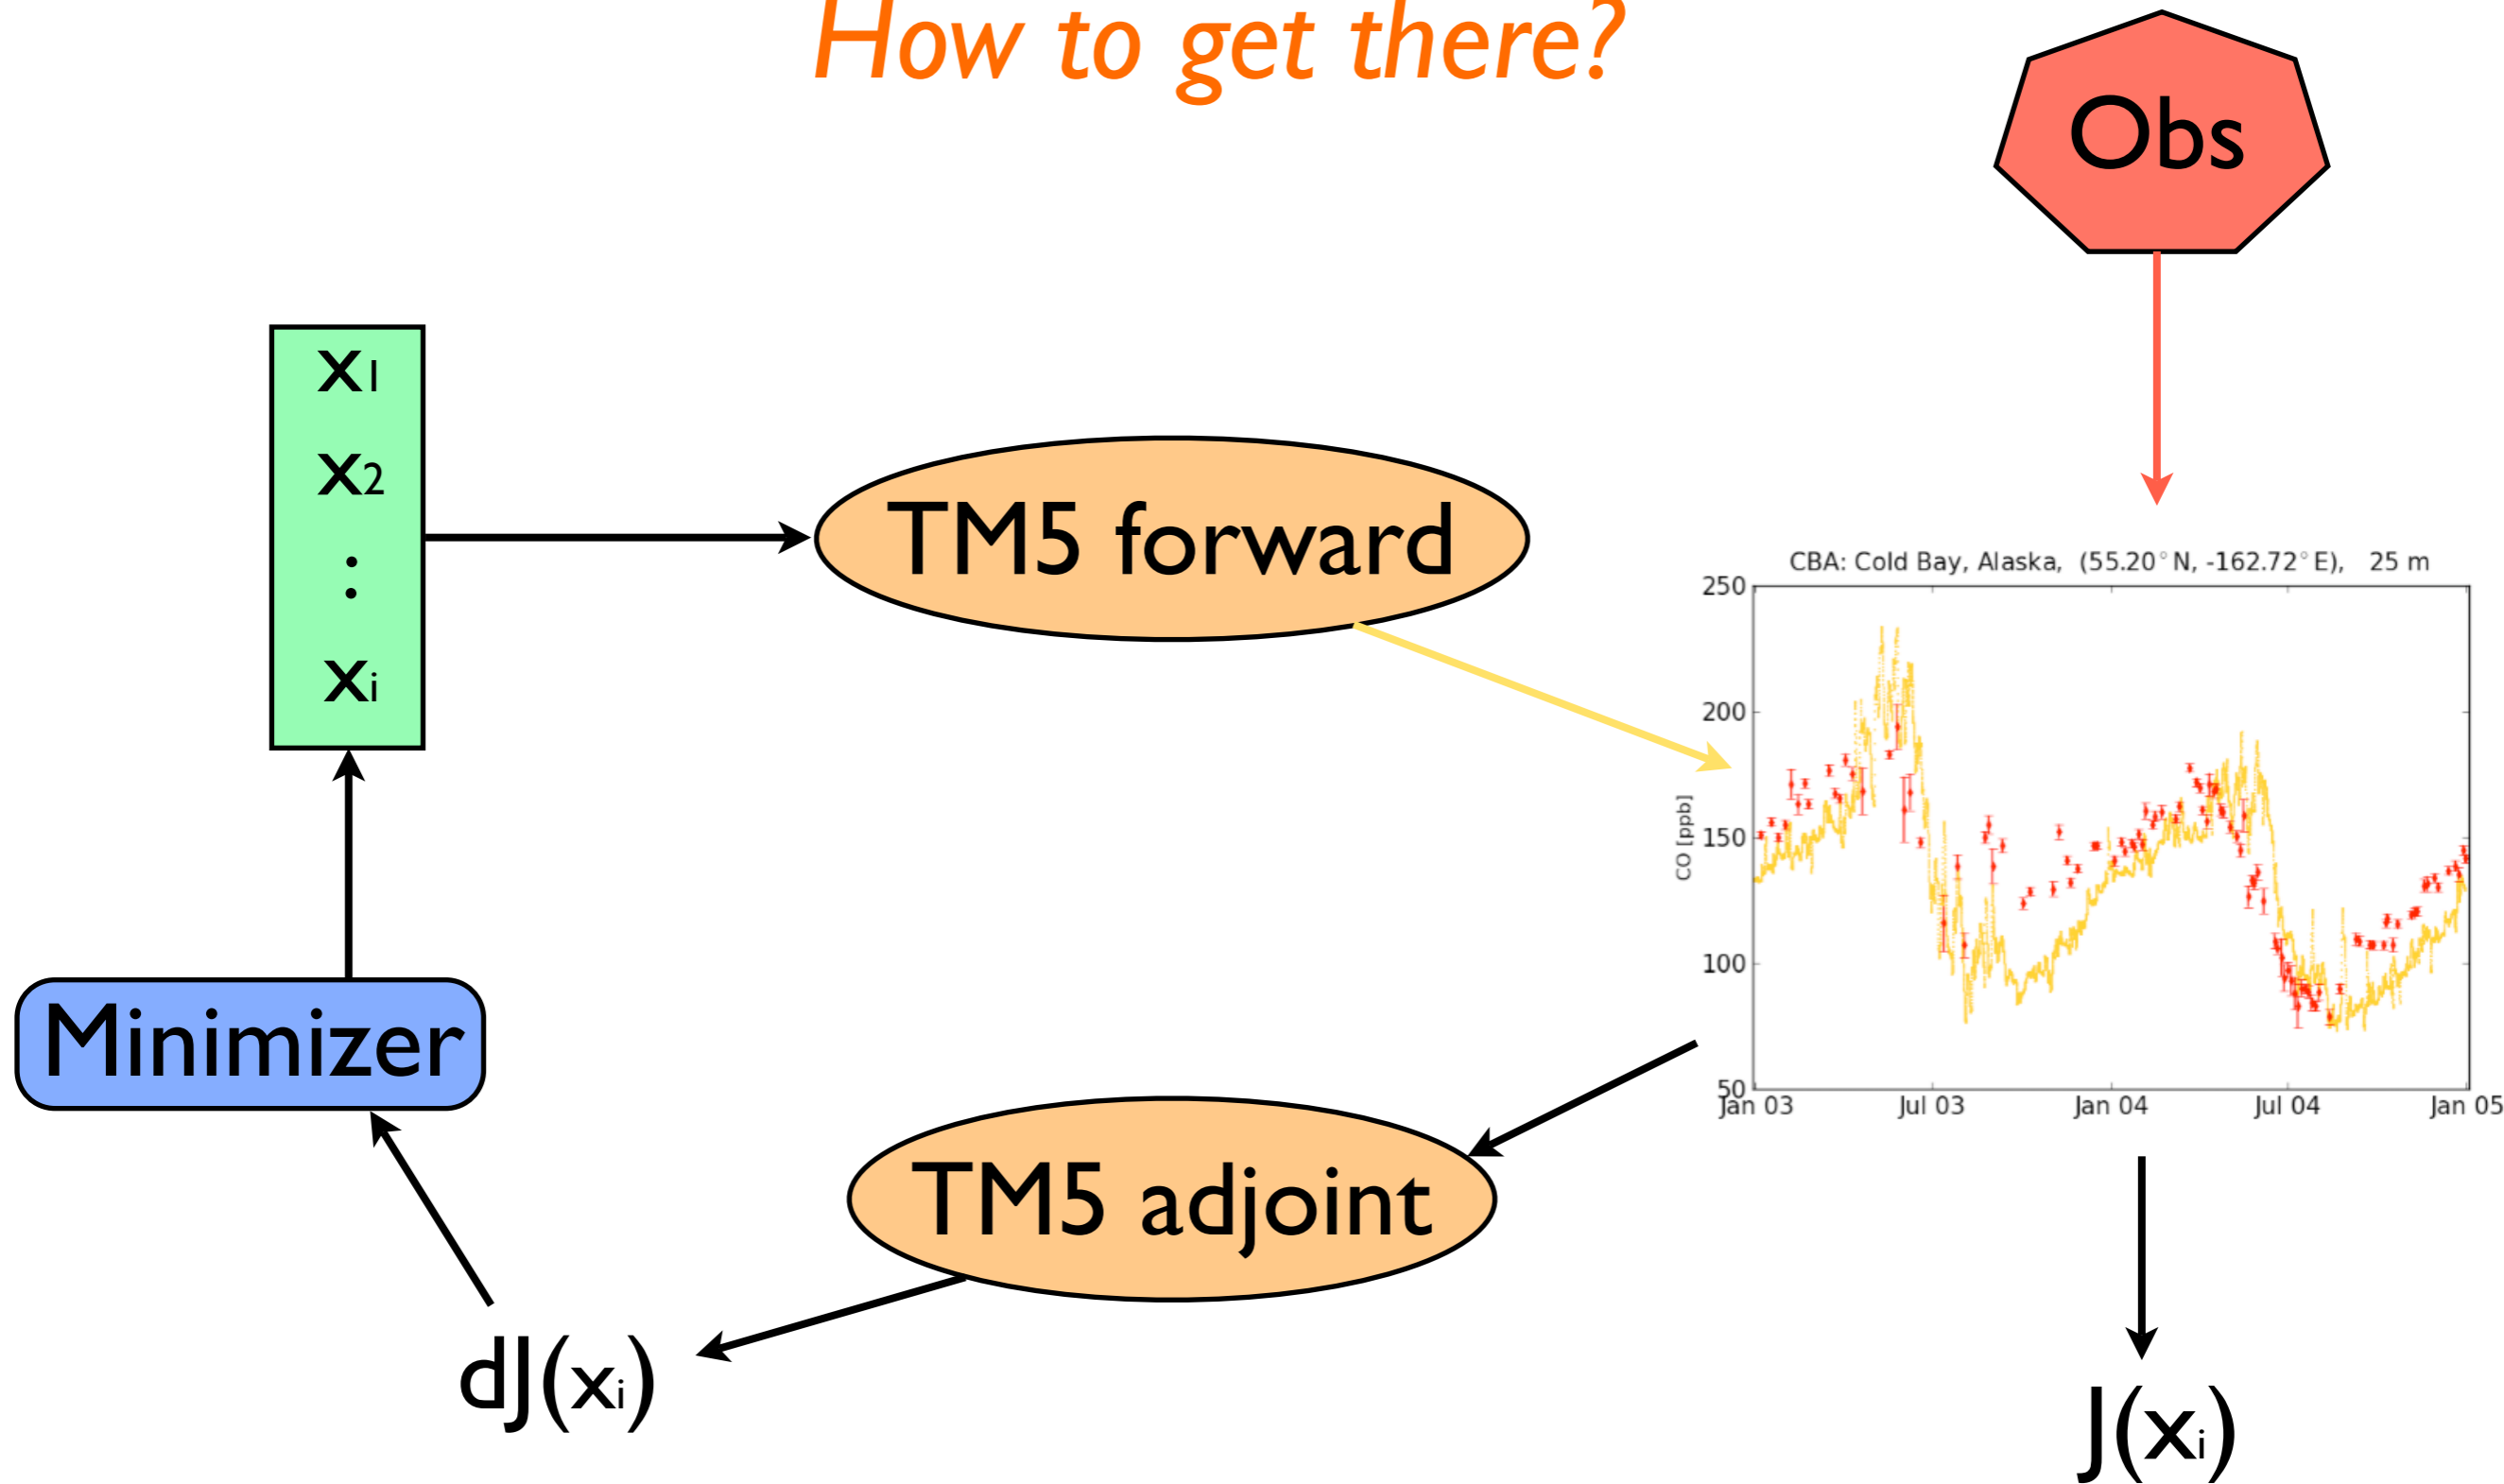 How to get there?
Obs
x1
x2
:
xi
TM5 forward
CBA: Cold Bay, Alaska, (55.20°N, -162.72°E), 25 m
250
200
150
100
50
CO [ppb]
Jan 03 Jul 03 Jan 04 Jul 04 Jan 05
Minimizer
TM5 adjoint
dJ(xi)
J(xi)